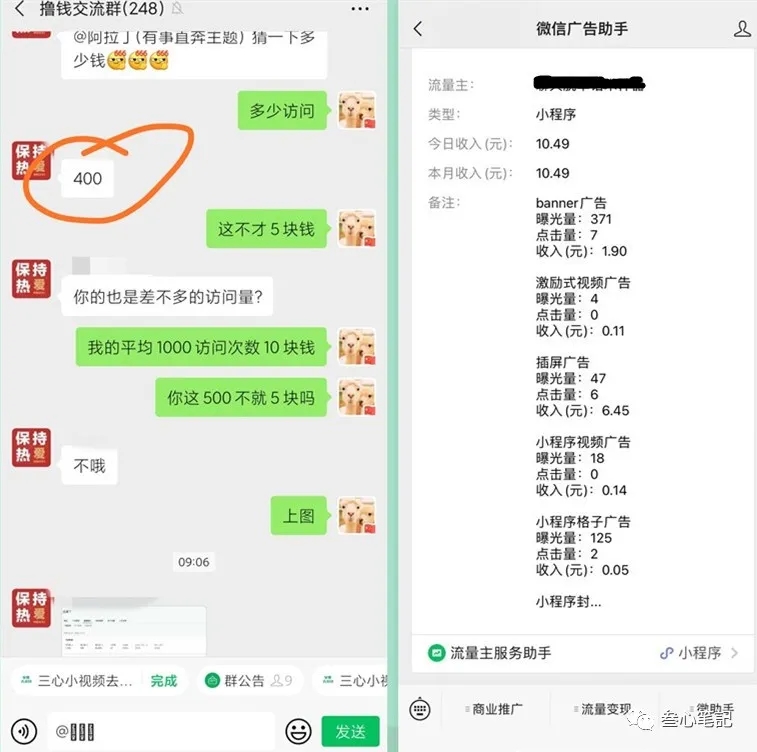 撸钱交流群(248)
@阿拉丁(有事直奔主题) 猜一下多
少钱
多少访问
保持
热爱
400
这不才 5 块钱
保持
热爱
你的也是差不多的访问量?
我的平均 1000 访问次数 10 块钱
你这 500 不就 5 块吗
保持
热爱
不哦
上图
09:06
保持
热爱
三心小视频去... 完成
群公告 9
三心小视
@
发送
微信广告助手
流量主:
类型: 小程序
今日收入(元): 10.49
本月收入(元): 10.49
备注: banner广告
曝光量: 371
点击量: 7
收入(元): 1.90
激励式视频广告
曝光量: 4
点击量: 0
收入(元): 0.11
插屏广告
曝光量: 47
点击量: 6
收入(元): 6.45
小程序视频广告
曝光量: 18
点击量: 0
收入(元): 0.14
小程序格子广告
曝光量: 125
点击量: 2
收入(元): 0.05
小程序封...
流量主服务助手 小程序
商业推广 流量变现 微助手
叁心笔記